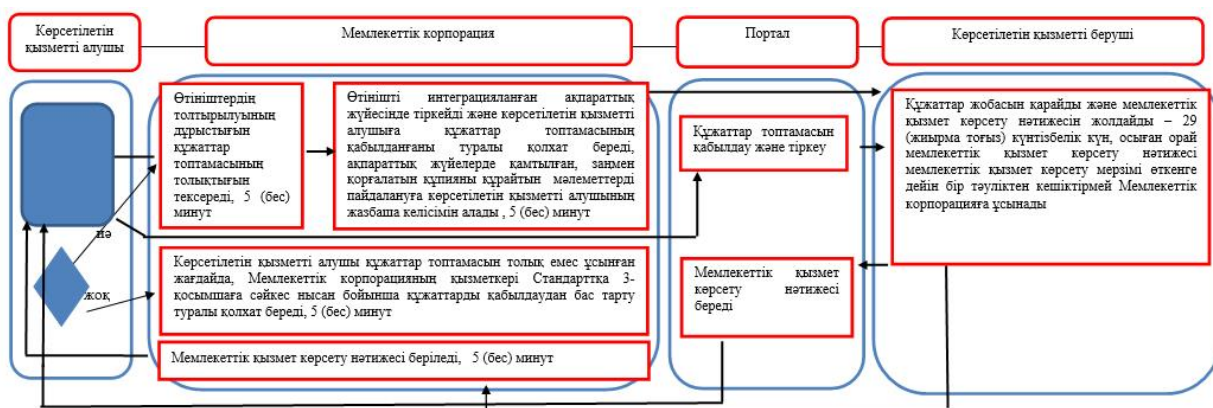 Көрсетілетін
қызметті алушы
Мемлекеттік корпорация
Портал
Көрсетілетін қызметті беруші
Өтініштердің
толтырылуының
дұрыстығын
құжаттар
топтамасының
толықтығын
тексереді, 5 (бес)
минут
Өтінішті интеграцияланған ақпараттық
жүйесінде тіркейді және көрсетілетін қызметті
алушыға құжаттар топтамасының
қабылданғаны туралы қолхат береді,
ақпараттық жүйелерде қамтылған, заңмен
қорғалатын құпияны құрайтын мәлеметтерді
пайдалануға көрсетілетін қызметті алушының
жазбаша келісімін алады , 5 (бес) минут
Құжаттар топтамасын
қабылдау және тіркеу
Құжаттар жобасын қарайды және мемлекеттік
қызмет көрсету нәтижесін жолдайды – 29
(жиырма тоғыз) күнтізбелік күн, осыған орай
мемлекеттік қызмет көрсету нәтижесі
мемлекеттік қызмет көрсету мерзімі өткенге
дейін бір тәуліктен кешіктірмей Мемлекеттік
корпорацияға ұсынады
иә
жоқ
Көрсетілетін қызметті алушы құжаттар топтамасын толық емес ұсынған
жағдайда, Мемлекеттік корпорацияның қызметкері Стандарттқа 3-
қосымшаға сәйкес нысан бойынша құжаттарды қабылдаудан бас тарту
туралы қолхат береді, 5 (бес) минут
Мемлекеттік қызмет
көрсету нәтижесі
береді
Мемлекеттік қызмет көрсету нәтижесі беріледі, 5 (бес) минут